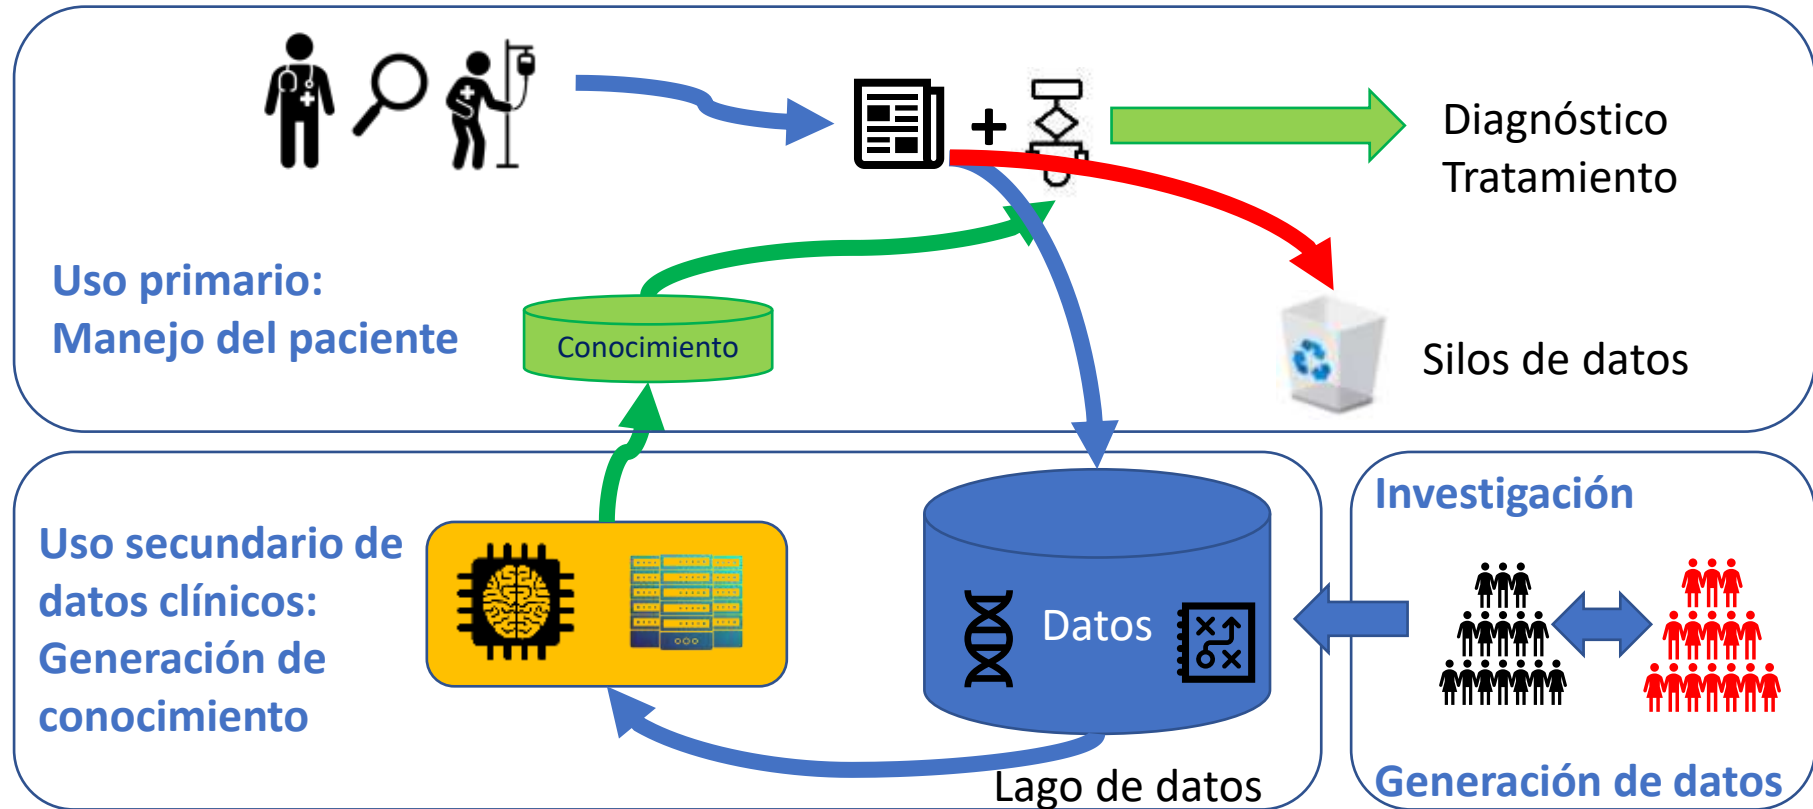 Diagnóstico
Tratamiento
Uso primario:
Manejo del paciente
Conocimiento
Silos de datos
Uso secundario de
datos clínicos:
Generación de
conocimiento
Datos
Lago de datos
Investigación
Generación de datos